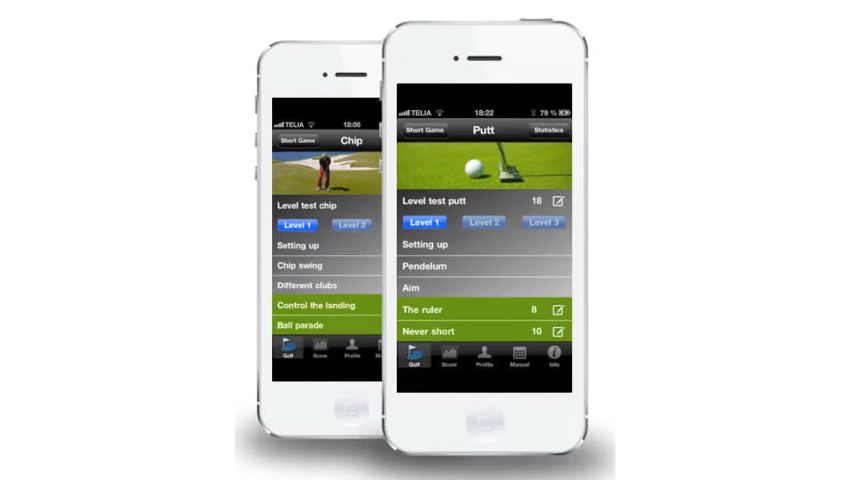 TELIA 18:06
Short Game Chip
Level test chip
Level 1 Level 2
Setting up
Chip swing
Different clubs
Control the landing
Ball parade
Golf Score Profile
TELIA 18:22 79 %
Short Game Putt Statistics
Level test putt 18
Level 1 Level 2 Level 3
Setting up
Pendelum
Aim
The ruler 8
Never short 10
Golf Score Profile Manual Info